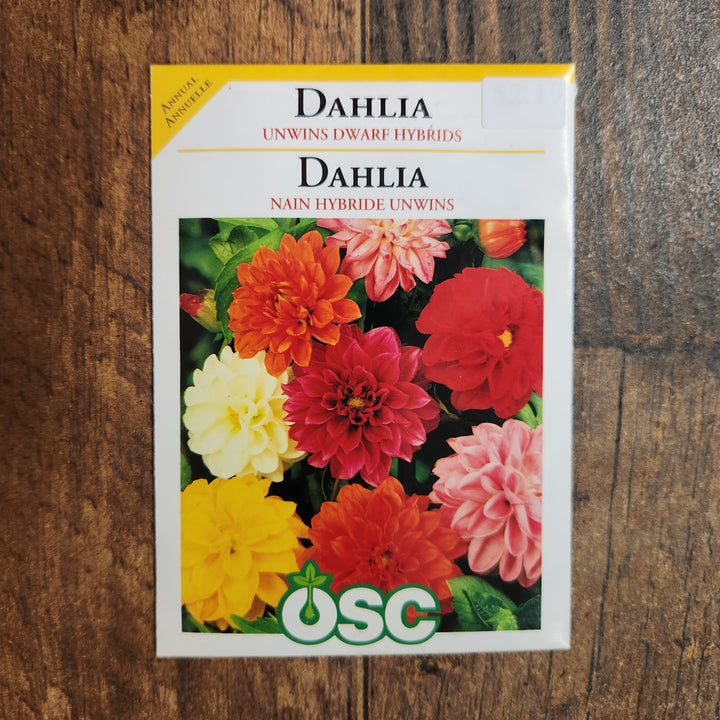 ANNUAL
ANNUELLE
DAHLIA
UNWINS DWARF HYBRIDS
DAHLIA
NAIN HYBRIDE UNWINS
OSC